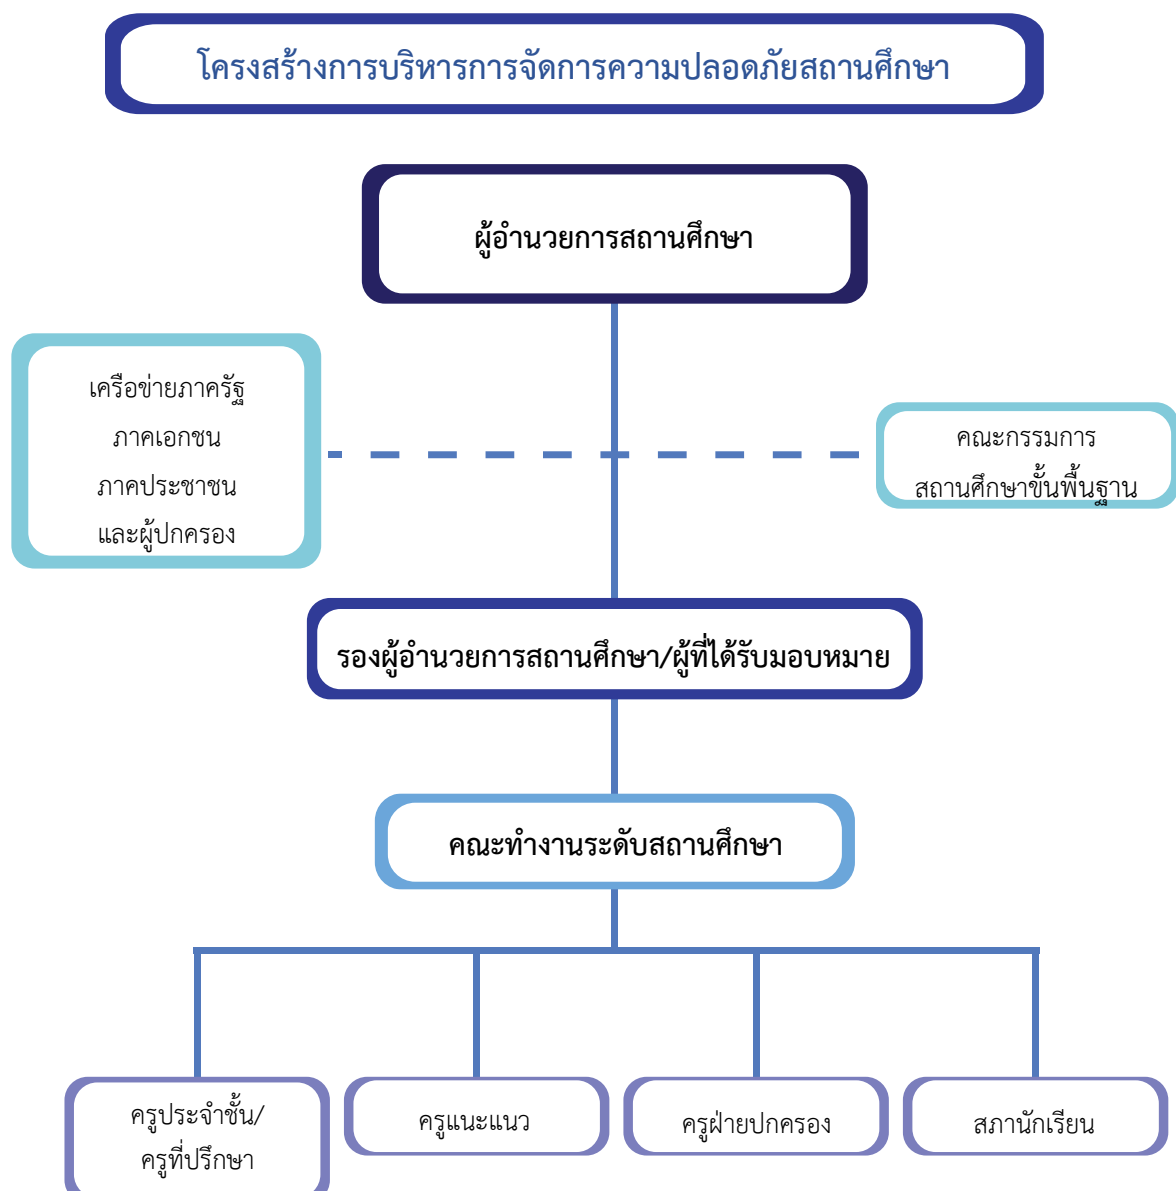 โครงสร้างการบริหารการจัดการความปลอดภัยสถานศึกษา
ผู้อำนวยการสถานศึกษา
เครือข่ายภาครัฐ
ภาคเอกชน
ภาคประชาชน
และผู้ปกครอง
คณะกรรมการ
สถานศึกษาขั้นพื้นฐาน
รองผู้อำนวยการสถานศึกษา/ผู้ที่ได้รับมอบหมาย
คณะทำงานระดับสถานศึกษา
ครูประจำชั้น/
ครูที่ปรึกษา
ครูแนะแนว
ครูฝ่ายปกครอง
สภานักเรียน